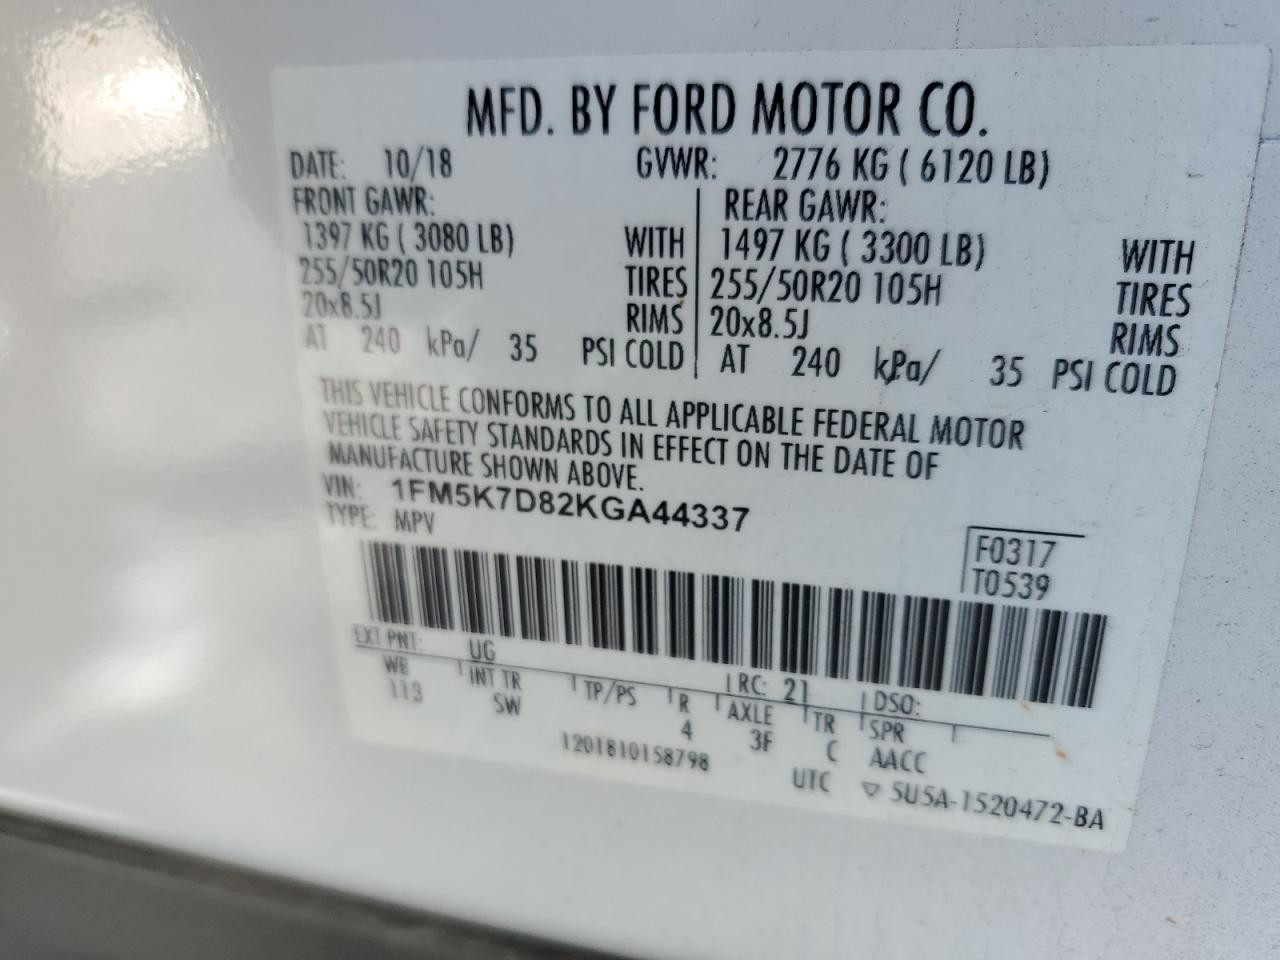 MFD. BY FORD MOTOR CO.
DATE: 10/18 GVWR: 2776 KG ( 6120 LB)
FRONT GAWR: REAR GAWR:
1397 KG ( 3080 LB) WITH 1497 KG ( 3300 LB) WITH
255/50R20 105H TIRES 255/50R20 105H TIRES
20x8.5J RIMS 20x8.5J RIMS
AT 240 kPa/ 35 PSI COLD AT 240 kPa/ 35 PSI COLD
THIS VEHICLE CONFORMS TO ALL APPLICABLE FEDERAL MOTOR
VEHICLE SAFETY STANDARDS IN EFFECT ON THE DATE OF
MANUFACTURE SHOWN ABOVE.
VIN: 1FM5K7D82KGA44337
TYPE: MPV
F0317
T0539
EXT PNT: UG RC: 21 DSO:
WB INT TR TP/PS R AXLE TR SPR
113 SW 4 3F C AACC
1201810158798
UTC ▽ 5U5A-1520472-BA